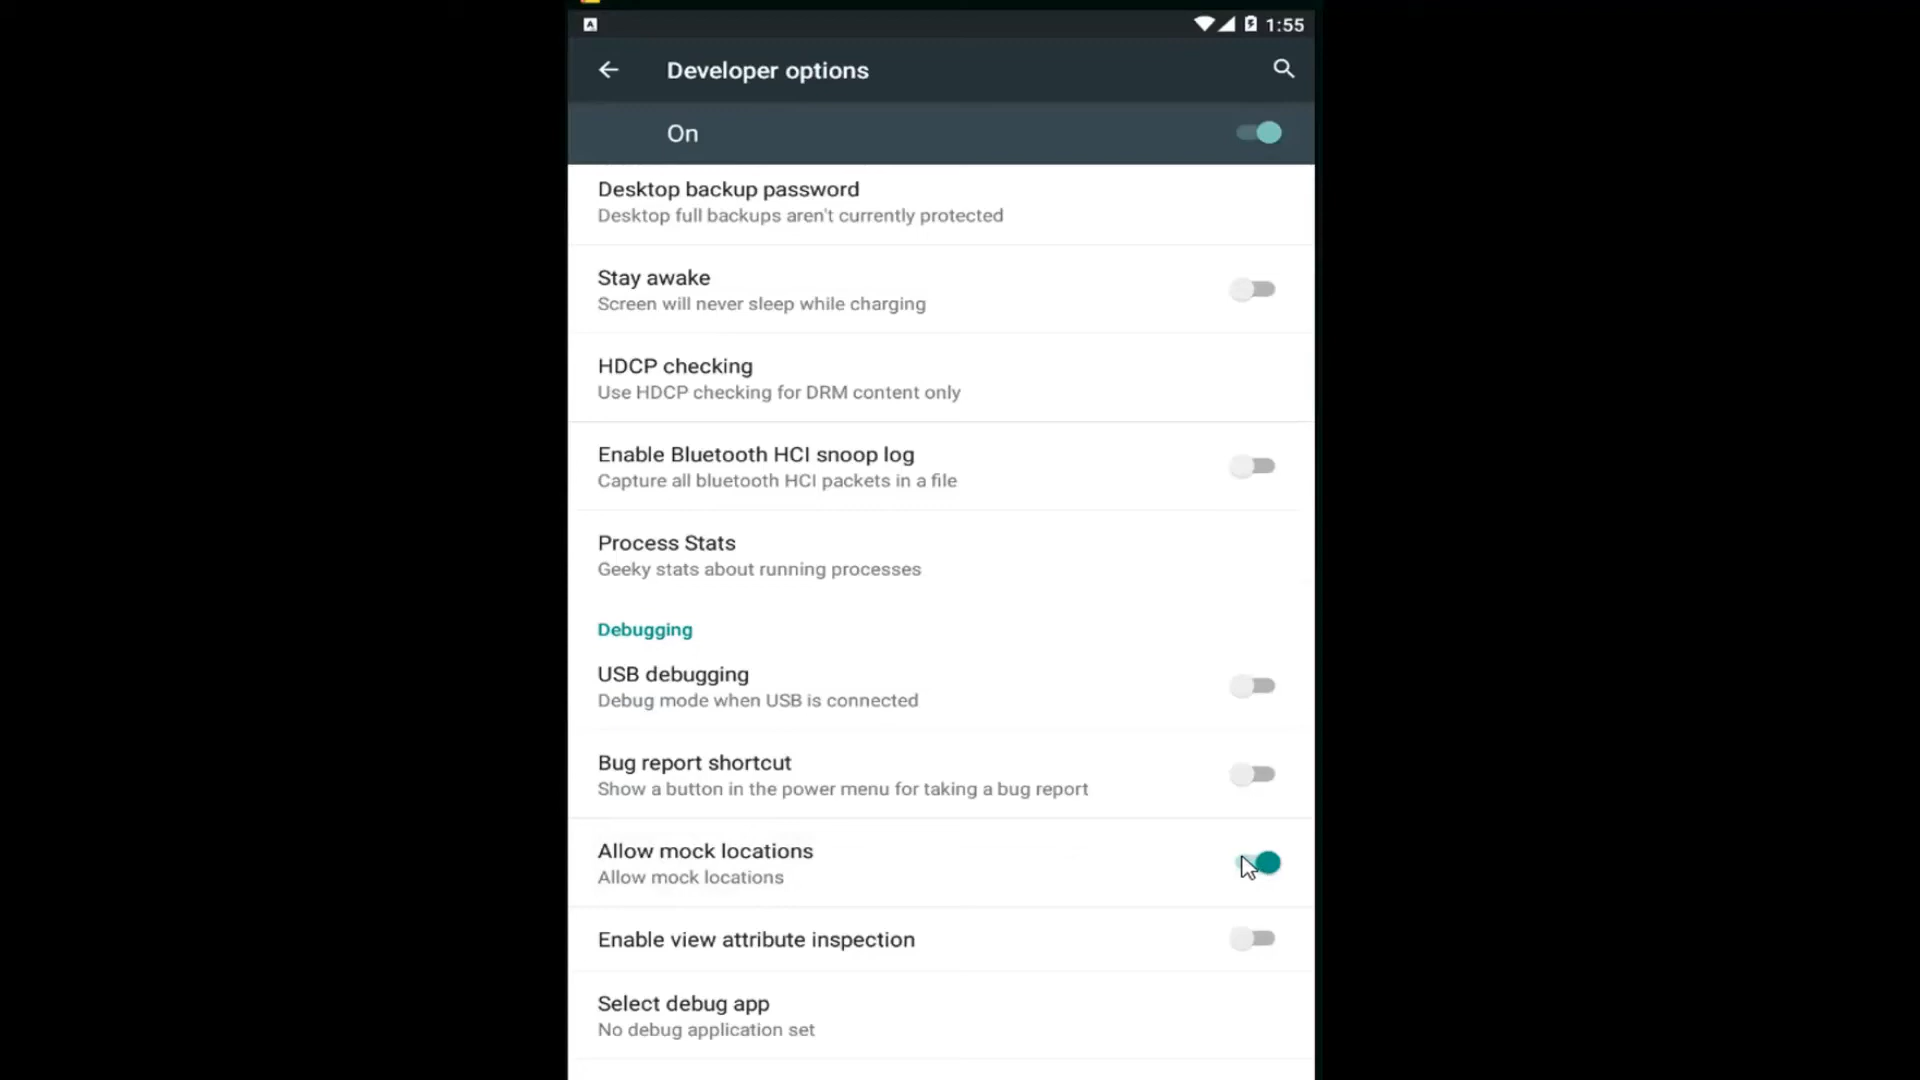 A
1:55
Developer options
On
Desktop backup password
Desktop full backups aren't currently protected
Stay awake
Screen will never sleep while charging
HDCP checking
Use HDCP checking for DRM content only
Enable Bluetooth HCI snoop log
Capture all bluetooth HCI packets in a file
Process Stats
Geeky stats about running processes
Debugging
USB debugging
Debug mode when USB is connected
Bug report shortcut
Show a button in the power menu for taking a bug report
Allow mock locations
Allow mock locations
Enable view attribute inspection
Select debug app
No debug application set